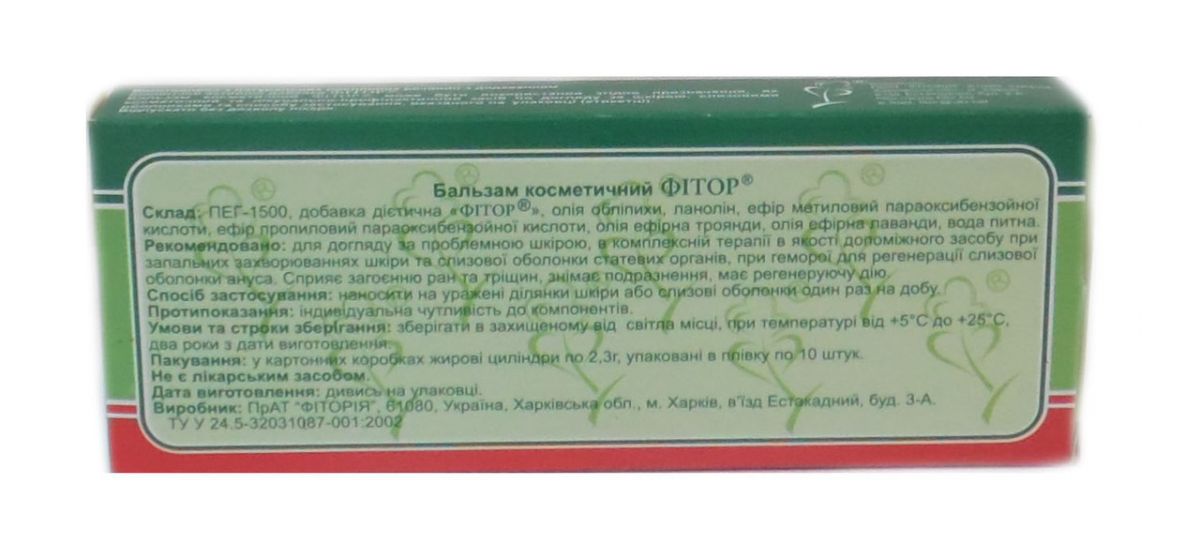 Бальзам косметичний ФІТОР®
Склад: ПЕГ-1500, добавка дієтична «ФІТОР®», олія обліпихи, ланолін, ефір метиловий параоксибензойної
кислоти, ефір пропиловий параоксибензойної кислоти, олія ефірна троянди, олія ефірна лаванди, вода питна.
Рекомендовано: для догляду за проблемною шкірою, в комплексній терапії в якості допоміжного засобу при
запальних захворюваннях шкіри та слизової оболонки статевих органів, при геморої для регенерації слизової
оболонки ануса. Сприяє загоєнню ран та тріщин, знімає подразнення, має регенеруючу дію.
Спосіб застосування: наносити на уражені ділянки шкіри або слизові оболонки один раз на добу.
Протипоказання: індивідуальна чутливість до компонентів.
Умови та строки зберігання: зберігати в захищеному від світла місці, при температурі від +5°С до +25°С,
два роки з дати виготовлення.
Пакування: у картонних коробках жирові циліндри по 2,3г, упаковані в плівку по 10 штук.
Не є лікарським засобом.
Дата виготовлення: дивись на упаковці.
Виробник: ПрАТ "ФІТОРІЯ", 61080, Україна, Харківська обл., м. Харків, в'їзд Естокадний, буд. 3-А.
ТУ У 24.5-32031087-001:2002